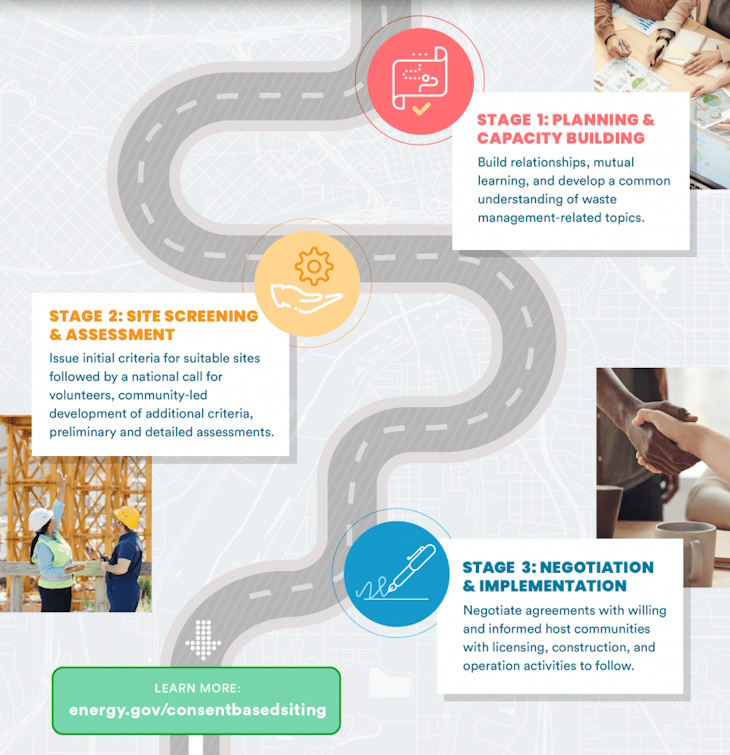 STAGE 1: PLANNING &
CAPACITY BUILDING
Build relationships, mutual
learning, and develop a common
understanding of waste
management-related topics.
STAGE 2: SITE SCREENING
& ASSESSMENT
Issue initial criteria for suitable sites
followed by a national call for
volunteers, community-led
development of additional criteria,
preliminary and detailed assessments.
STAGE 3: NEGOTIATION
& IMPLEMENTATION
Negotiate agreements with willing
and informed host communities
with licensing, construction, and
operation activities to follow.
LEARN MORE:
energy.gov/consentbasedsiting